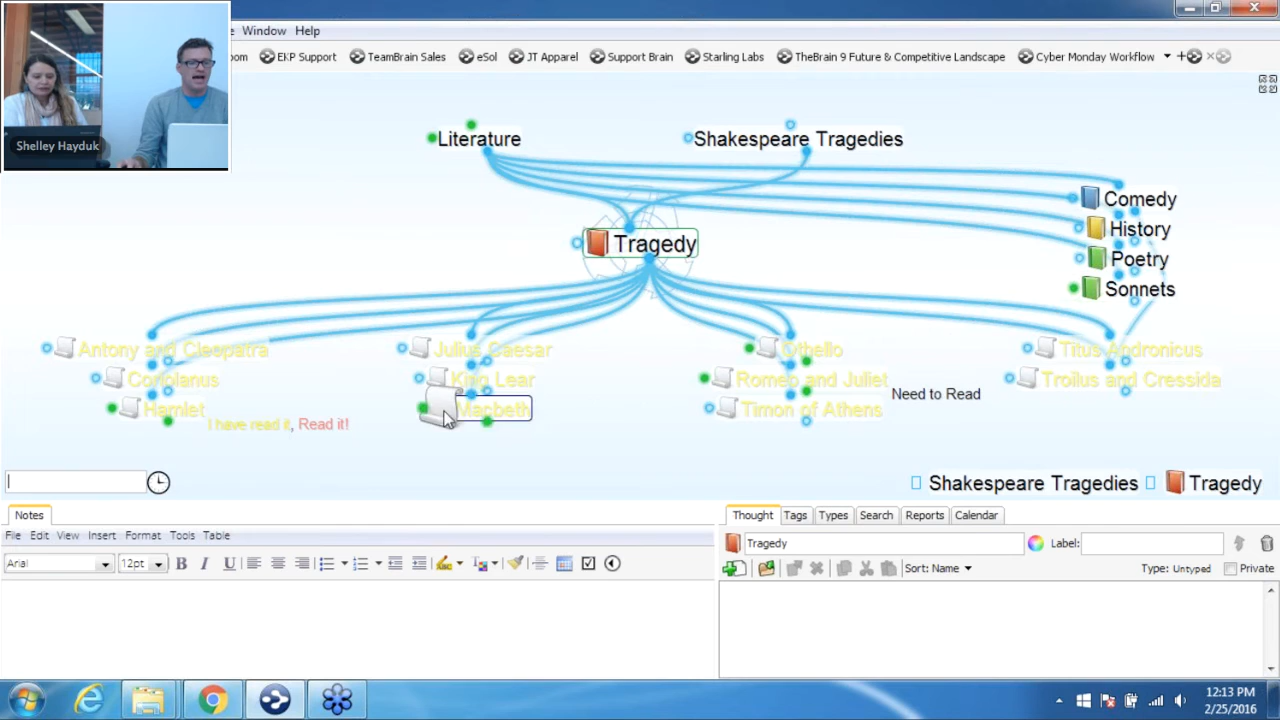 Window Help
om EKP Support TeamBrain Sales eSol JT Apparel Support Brain Starling Labs TheBrain 9 Future & Competitive Landscape Cyber Monday Workflow
Shelley Hayduk
Literature
Shakespeare Tragedies
Comedy
History
Poetry
Sonnets
Tragedy
Antony and Cleopatra
Coriolanus
Hamlet
I have read it, Read it!
Julius Caesar
King Lear
Macbeth
Othello
Romeo and Juliet
Timon of Athens
Need to Read
Titus Andronicus
Troilus and Cressida
Shakespeare Tragedies Tragedy
Notes
File Edit View Insert Format Tools Table
Arial 12pt B I U
Thought Tags Types Search Reports Calendar
Tragedy Label:
Sort: Name Type: Untyped Private
12:13 PM
2/25/2016